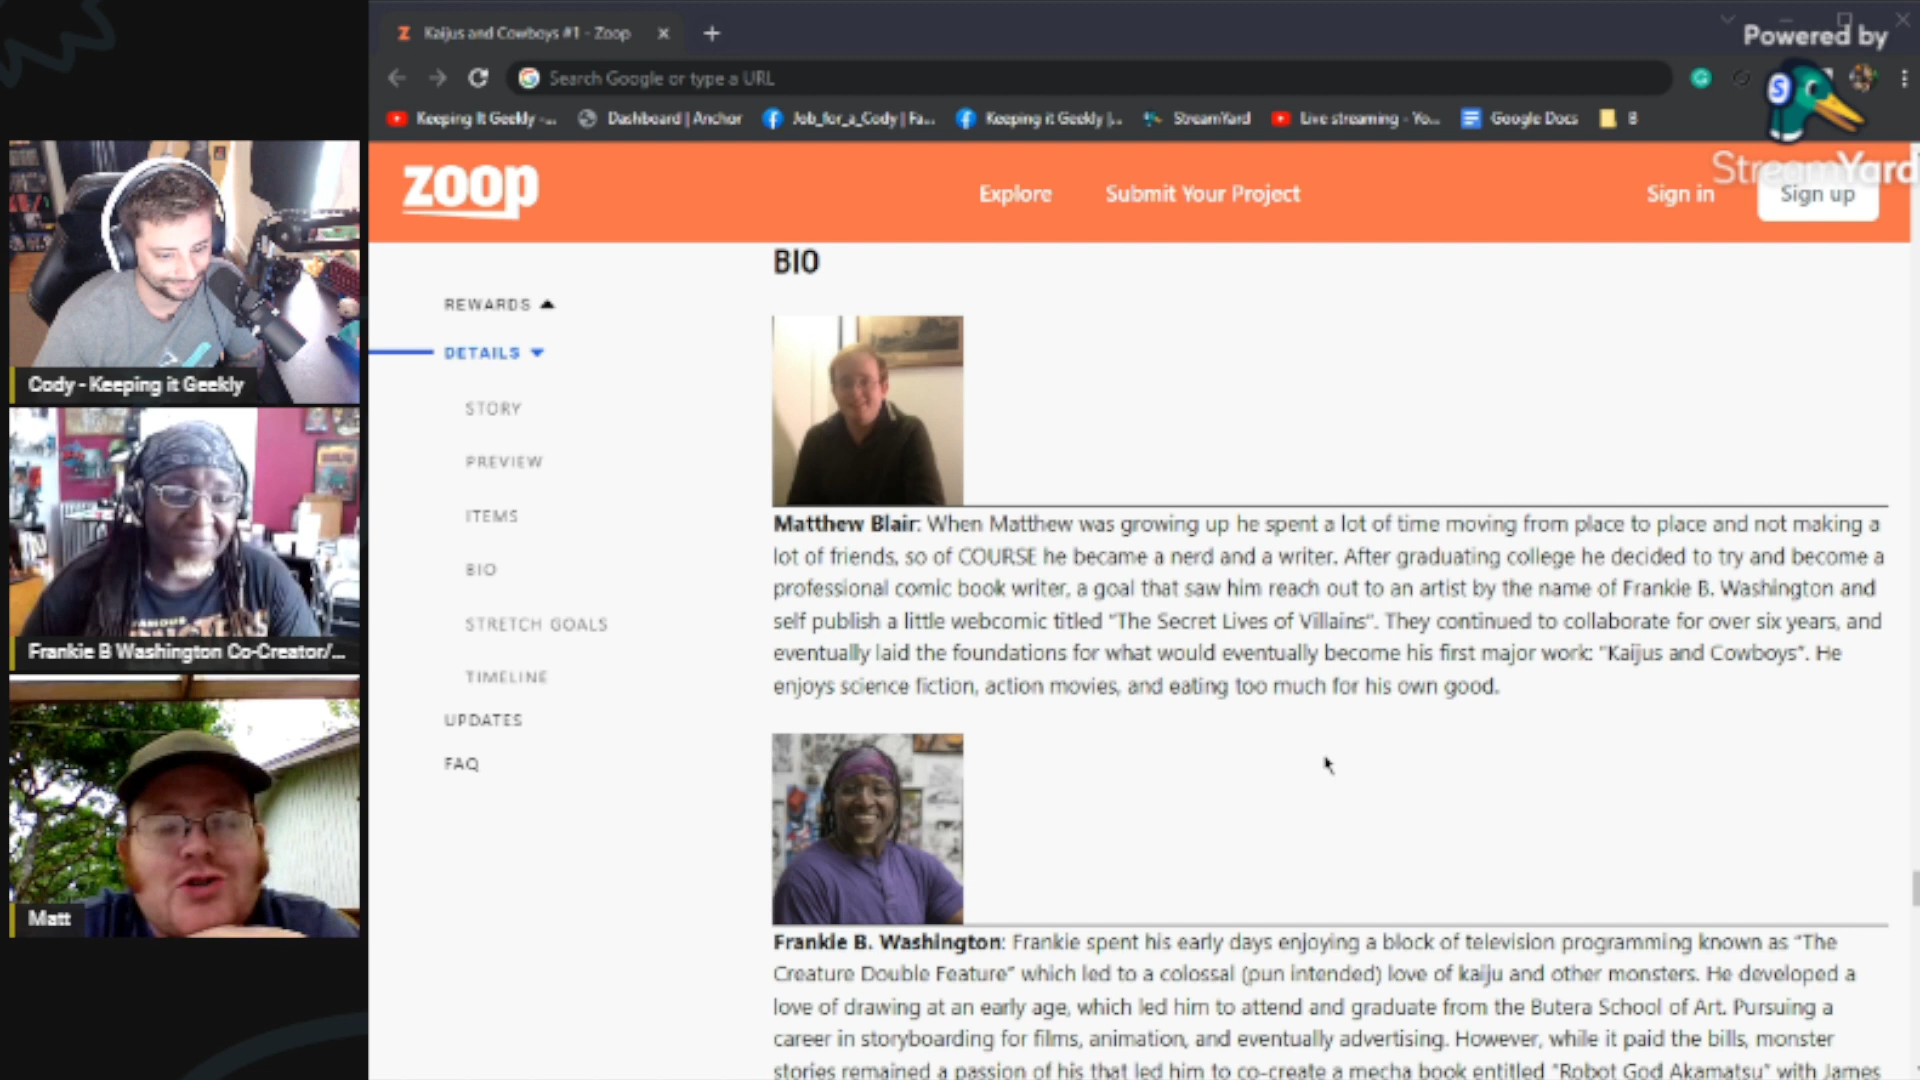 Kaijus and Cowboys #1 - Zoop
Powered by
Search Google or type a URL
Keeping It Geekly -...
Dashboard | Anchor
Job_for_a_Cody | Fa...
Keeping it Geekly |...
StreamYard
Live streaming - Yo...
Google Docs
B
S
StreamYard
zoop
Explore
Submit Your Project
Sign in
Sign up
BIO
REWARDS
DETAILS
STORY
PREVIEW
ITEMS
BIO
STRETCH GOALS
TIMELINE
UPDATES
FAQ
Cody - Keeping it Geekly
Frankie B Washington Co-Creator/...
Matt
Matthew Blair: When Matthew was growing up he spent a lot of time moving from place to place and not making a
lot of friends, so of COURSE he became a nerd and a writer. After graduating college he decided to try and become a
professional comic book writer, a goal that saw him reach out to an artist by the name of Frankie B. Washington and
self publish a little webcomic titled "The Secret Lives of Villains". They continued to collaborate for over six years, and
eventually laid the foundations for what would eventually become his first major work: "Kaijus and Cowboys". He
enjoys science fiction, action movies, and eating too much for his own good.
Frankie B. Washington: Frankie spent his early days enjoying a block of television programming known as "The
Creature Double Feature" which led to a colossal (pun intended) love of kaiju and other monsters. He developed a
love of drawing at an early age, which led him to attend and graduate from the Butera School of Art. Pursuing a
career in storyboarding for films, animation, and eventually advertising. However, while it paid the bills, monster
stories remained a passion of his that led him to co-create a mecha book entitled "Robot God Akamatsu" with James